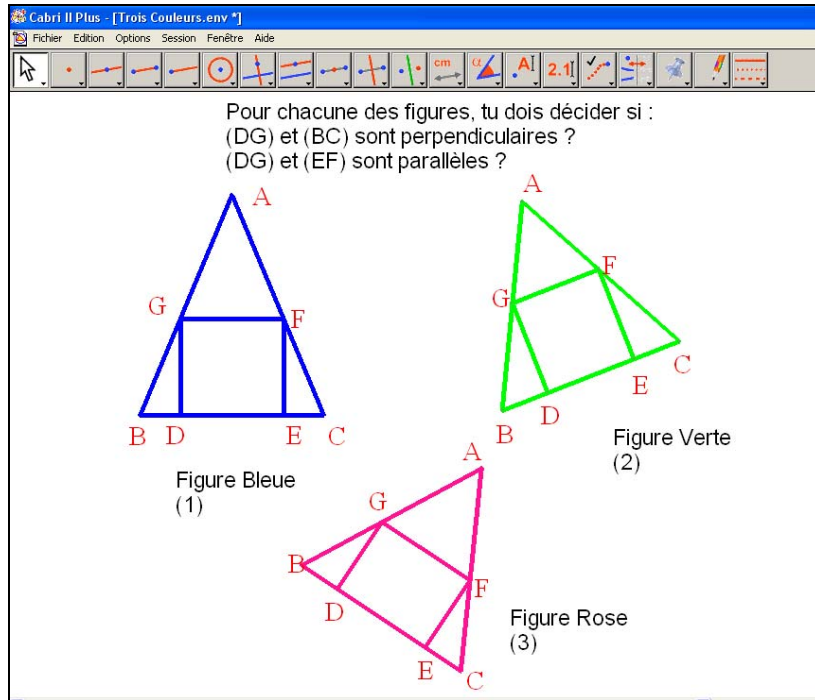 Cabri II Plus - [Trois Couleurs.env *]
Fichier Edition Options Session Fenêtre Aide
cm α A 2.1
Pour chacune des figures, tu dois décider si :
(DG) et (BC) sont perpendiculaires ?
(DG) et (EF) sont parallèles ?
A
G
F
B
D
E
C
Figure Bleue
(1)
A
F
G
C
E
D
B
Figure Verte
(2)
A
G
B
F
D
E
C
Figure Rose
(3)